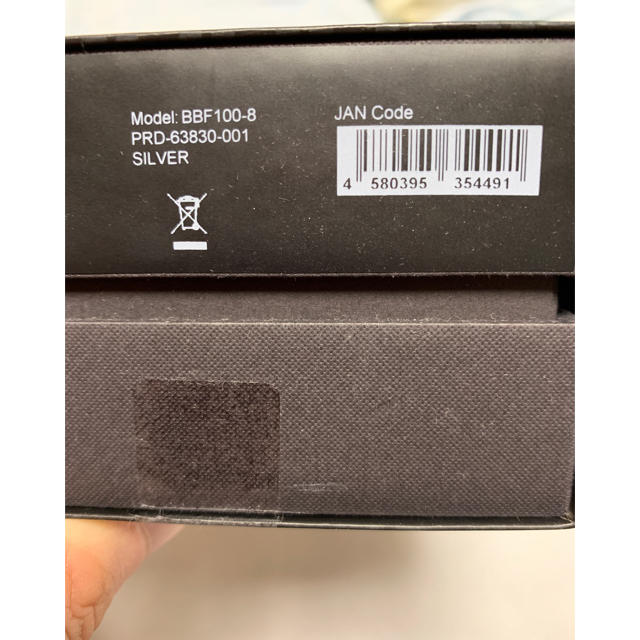 Model: BBF100-8
PRD-63830-001
SILVER
JAN Code
4 580395 354491